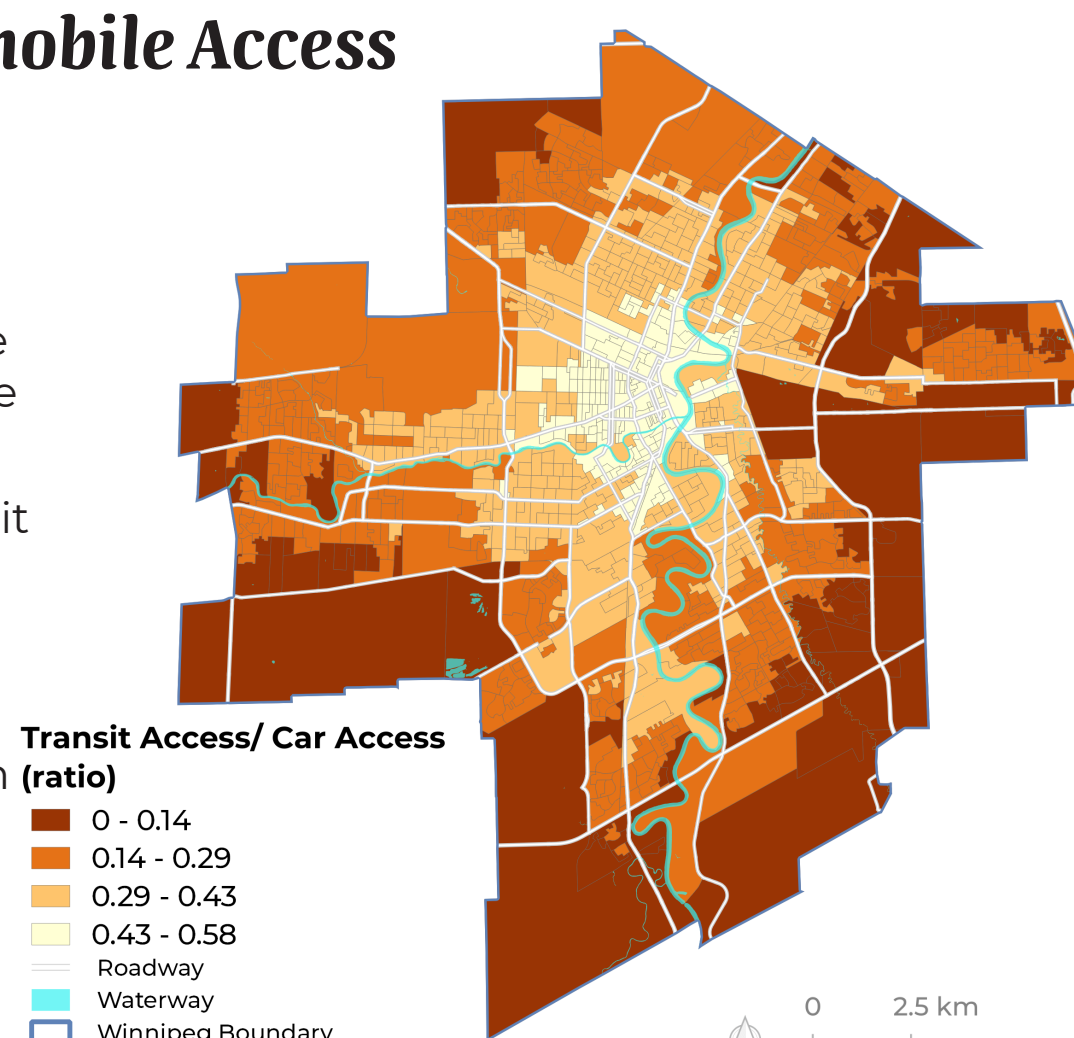 mobile Access
e
e
it
Transit Access/ Car Access
n (ratio)
0 - 0.14
0.14 - 0.29
0.29 - 0.43
0.43 - 0.58
Roadway
Waterway
Winnipeg Boundary
0 2.5 km